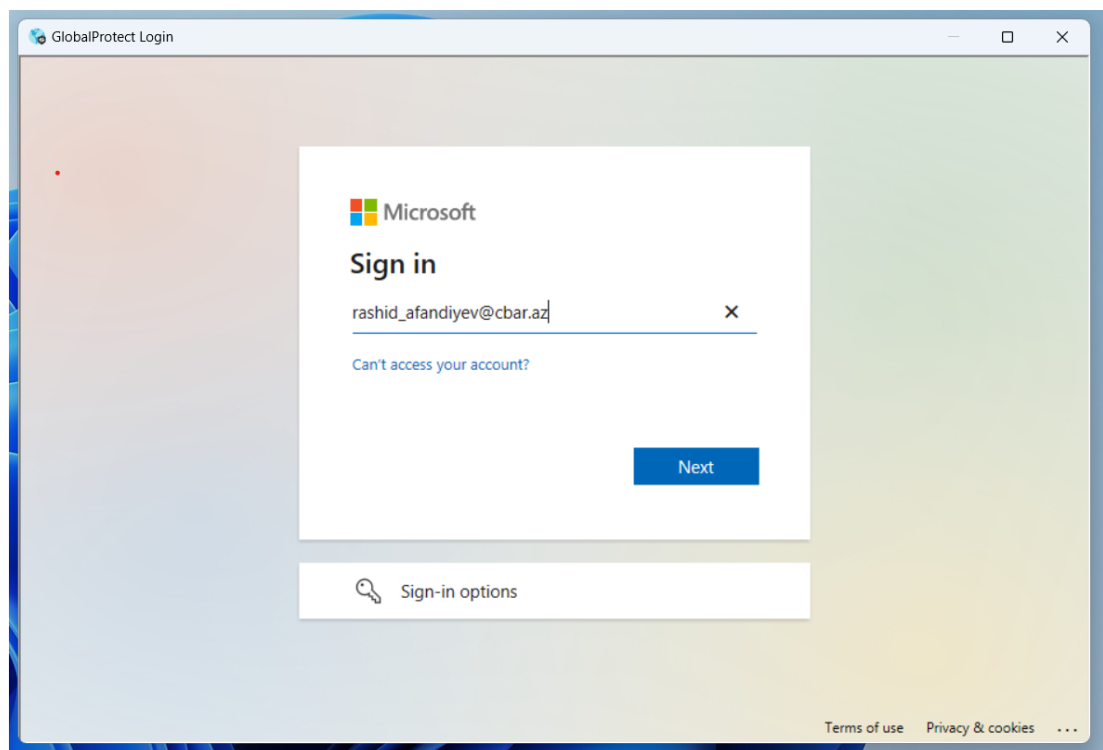 GlobalProtect Login
Microsoft
Sign in
rashid_afandiyev@cbar.az
Can't access your account?
Next
Sign-in options
Terms of use Privacy & cookies ...